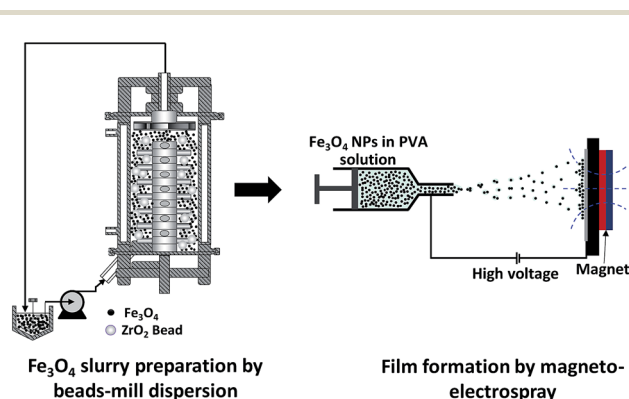 Fe₃O₄ NPs in PVA
solution
High voltage
Magnet
Fe₃O₄
ZrO₂ Bead
Fe₃O₄ slurry preparation by
beads-mill dispersion
Film formation by magneto-
electrospray